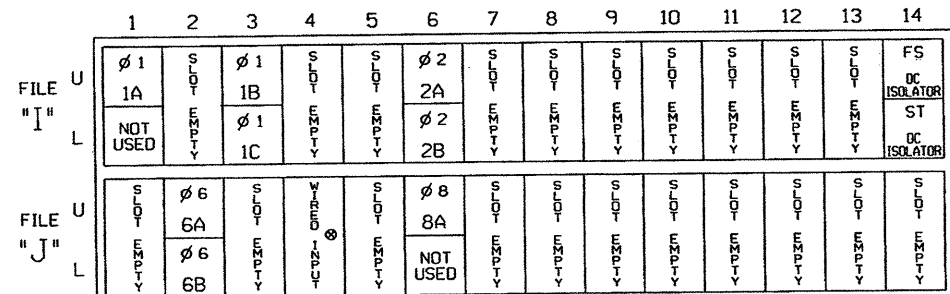 1 2 3 4 5 6 7 8 9 10 11 12 13 14
FILE "I"
U
L
ø 1 1A
NOT USED
SLOT EMPTY
ø 1 1B
ø 1 1C
SLOT EMPTY
SLOT EMPTY
ø 2 2A
ø 2 2B
SLOT EMPTY
SLOT EMPTY
SLOT EMPTY
SLOT EMPTY
SLOT EMPTY
SLOT EMPTY
SLOT EMPTY
FS DC ISOLATOR
ST DC ISOLATOR
FILE "J"
U
L
SLOT EMPTY
ø 6 6A
ø 6 6B
SLOT EMPTY
WIRED INPUT ⊗
SLOT EMPTY
ø 8 8A
NOT USED
SLOT EMPTY
SLOT EMPTY
SLOT EMPTY
SLOT EMPTY
SLOT EMPTY
SLOT EMPTY
SLOT EMPTY
SLOT EMPTY